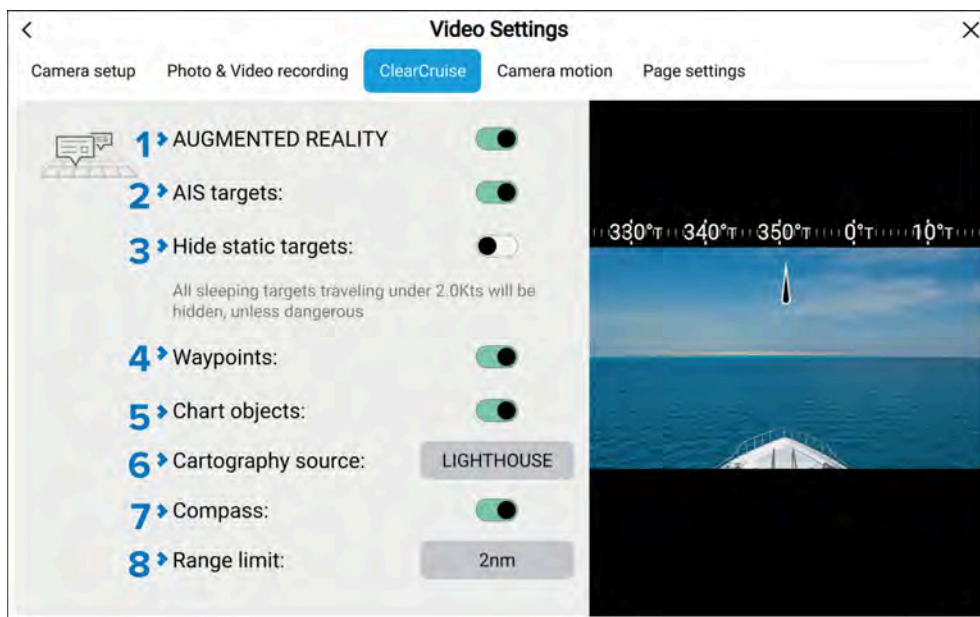 Video Settings
Camera setup Photo & Video recording ClearCruise Camera motion Page settings
1 AUGMENTED REALITY
2 AIS targets:
3 Hide static targets:
All sleeping targets traveling under 2.0Kts will be
hidden, unless dangerous
4 Waypoints:
5 Chart objects:
6 Cartography source: LIGHTHOUSE
7 Compass:
8 Range limit: 2nm
330°T 340°T 350°T 0°T 10°T